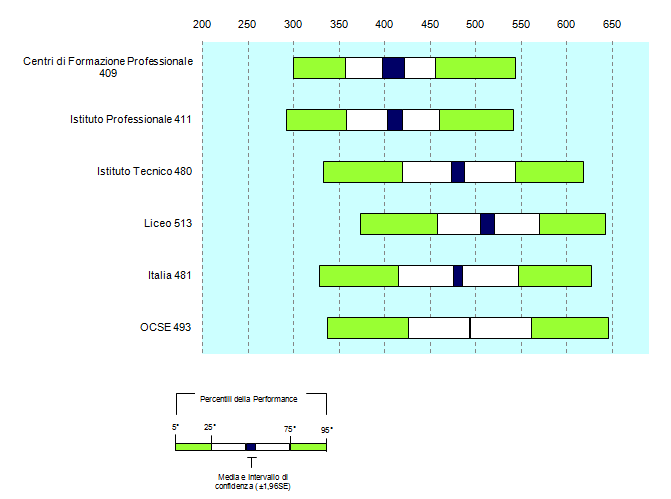 200 250 300 350 400 450 500 550 600 650
Centri di Formazione Professionale
409
Istituto Professionale 411
Istituto Tecnico 480
Liceo 513
Italia 481
OCSE 493
Percentili della Performance
5° 25° 75° 95°
Media e intervallo di
confidenza (±1,96SE)